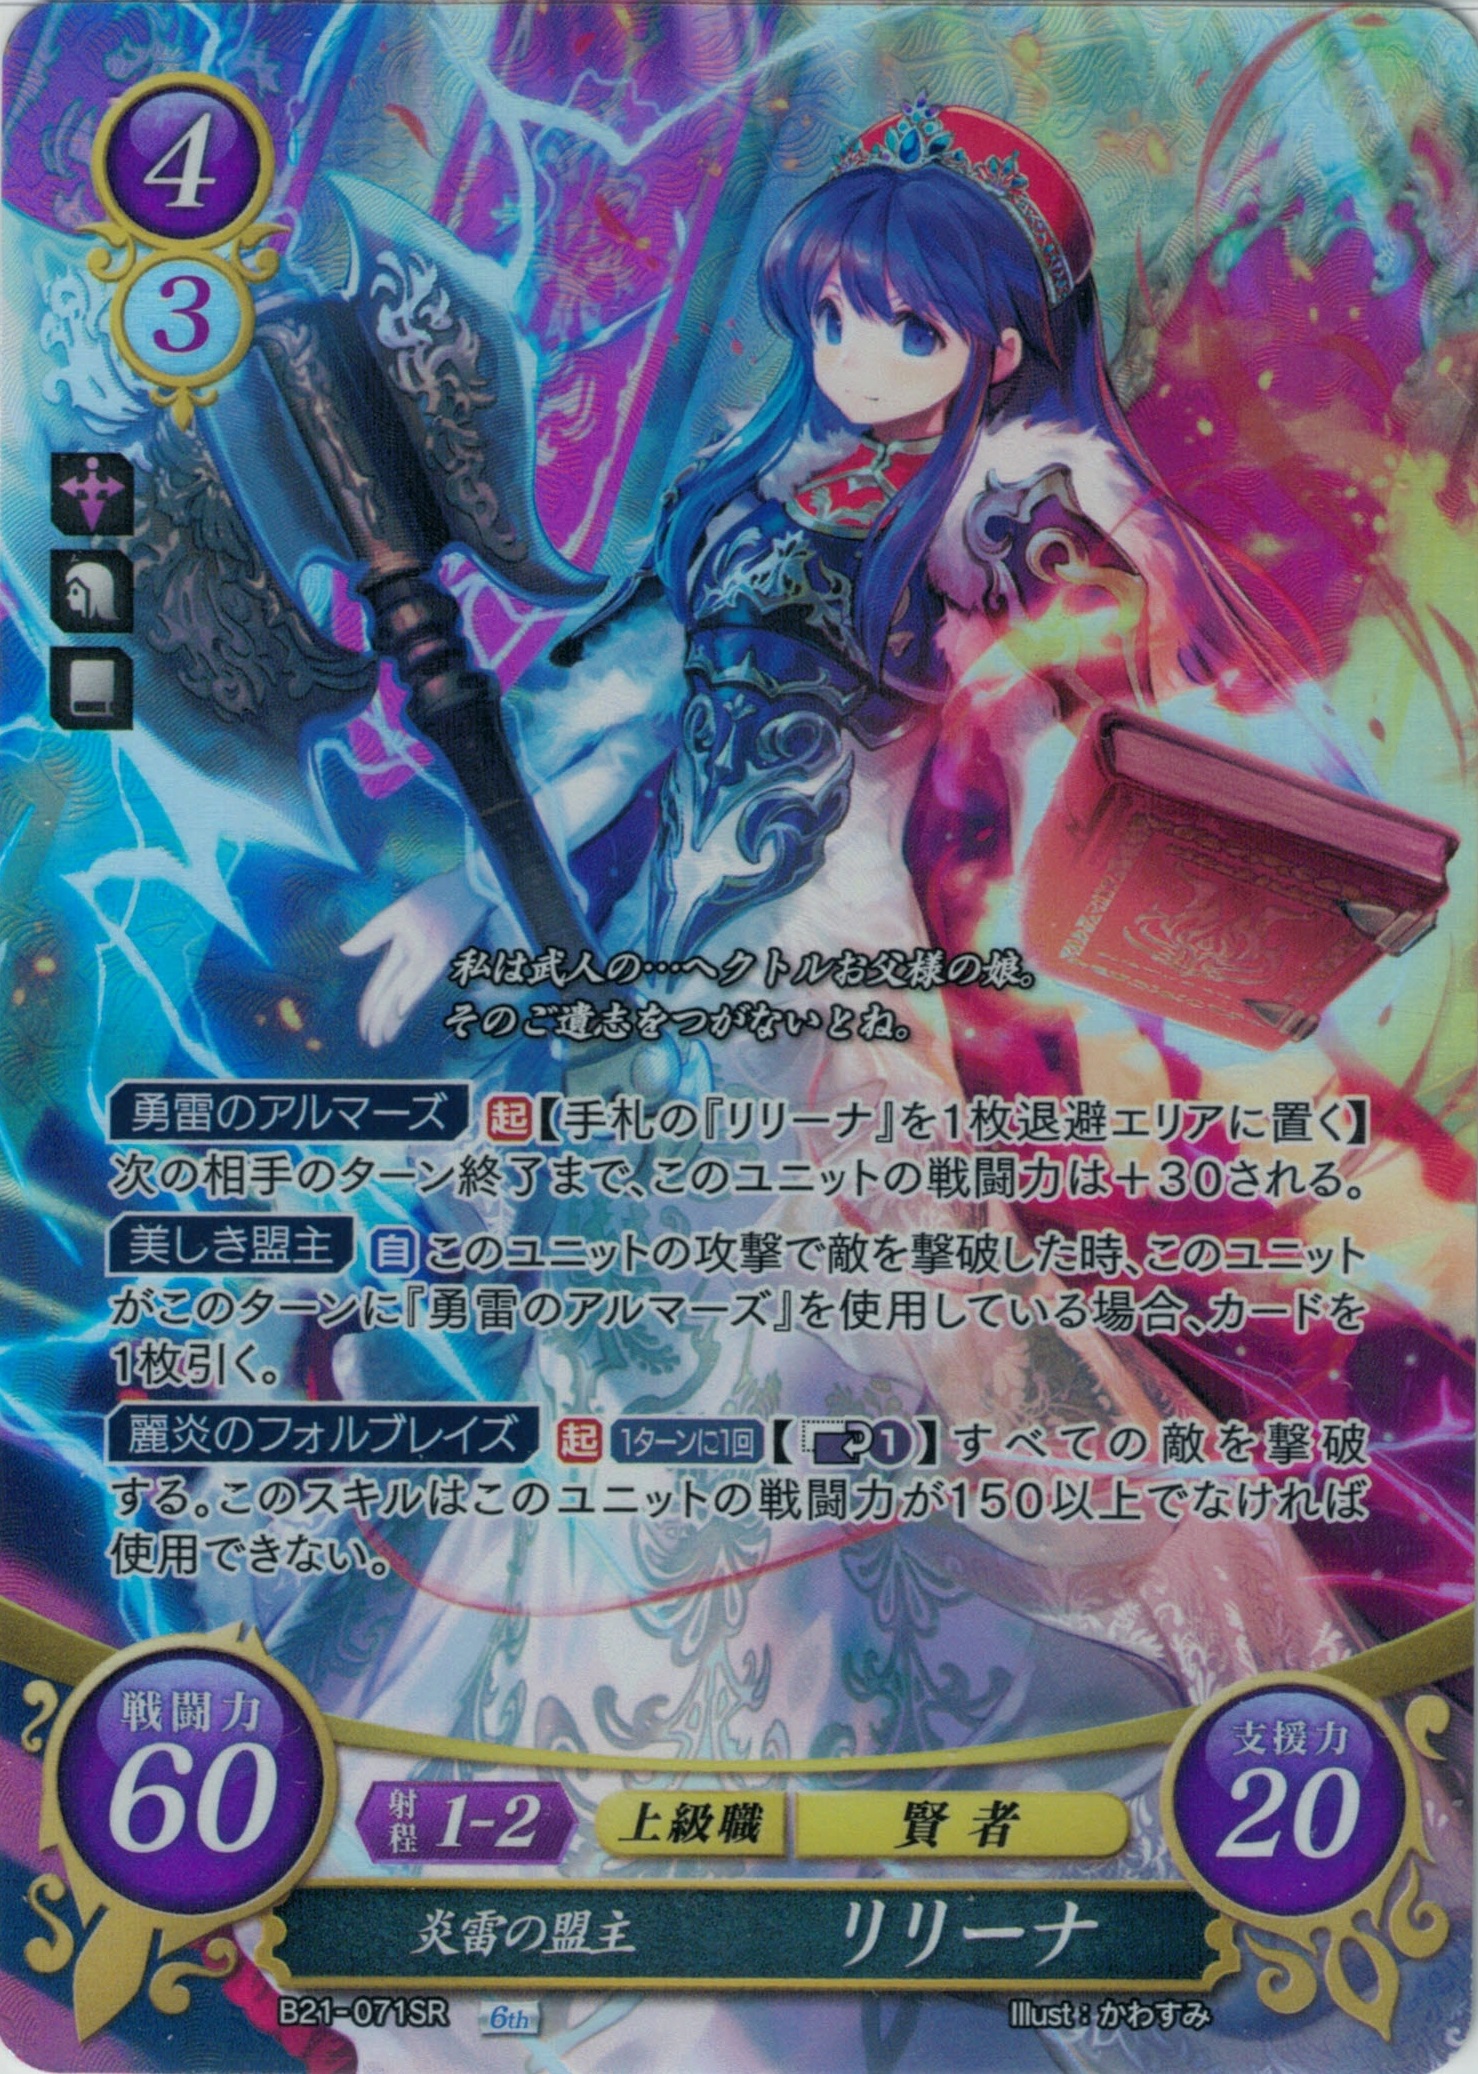 4
3
私は武人の…ヘクトルお父様の娘。
そのご遺志をつがないとね。
勇雷のアルマーズ 起【手札の『リリーナ』を1枚退避エリアに置く】
次の相手のターン終了まで、このユニットの戦闘力は＋30される。
美しき盟主 自 このユニットの攻撃で敵を撃破した時、このユニット
がこのターンに『勇雷のアルマーズ』を使用している場合、カードを
1枚引く。
麗炎のフォルブレイズ 起 1ターンに1回【1】すべての敵を撃破
する。このスキルはこのユニットの戦闘力が150以上でなければ
使用できない。
戦闘力
60
射程 1-2 上級職 賢者
支援力
20
炎雷の盟主 リリーナ
B21-071SR 6th Illust：かわすみ